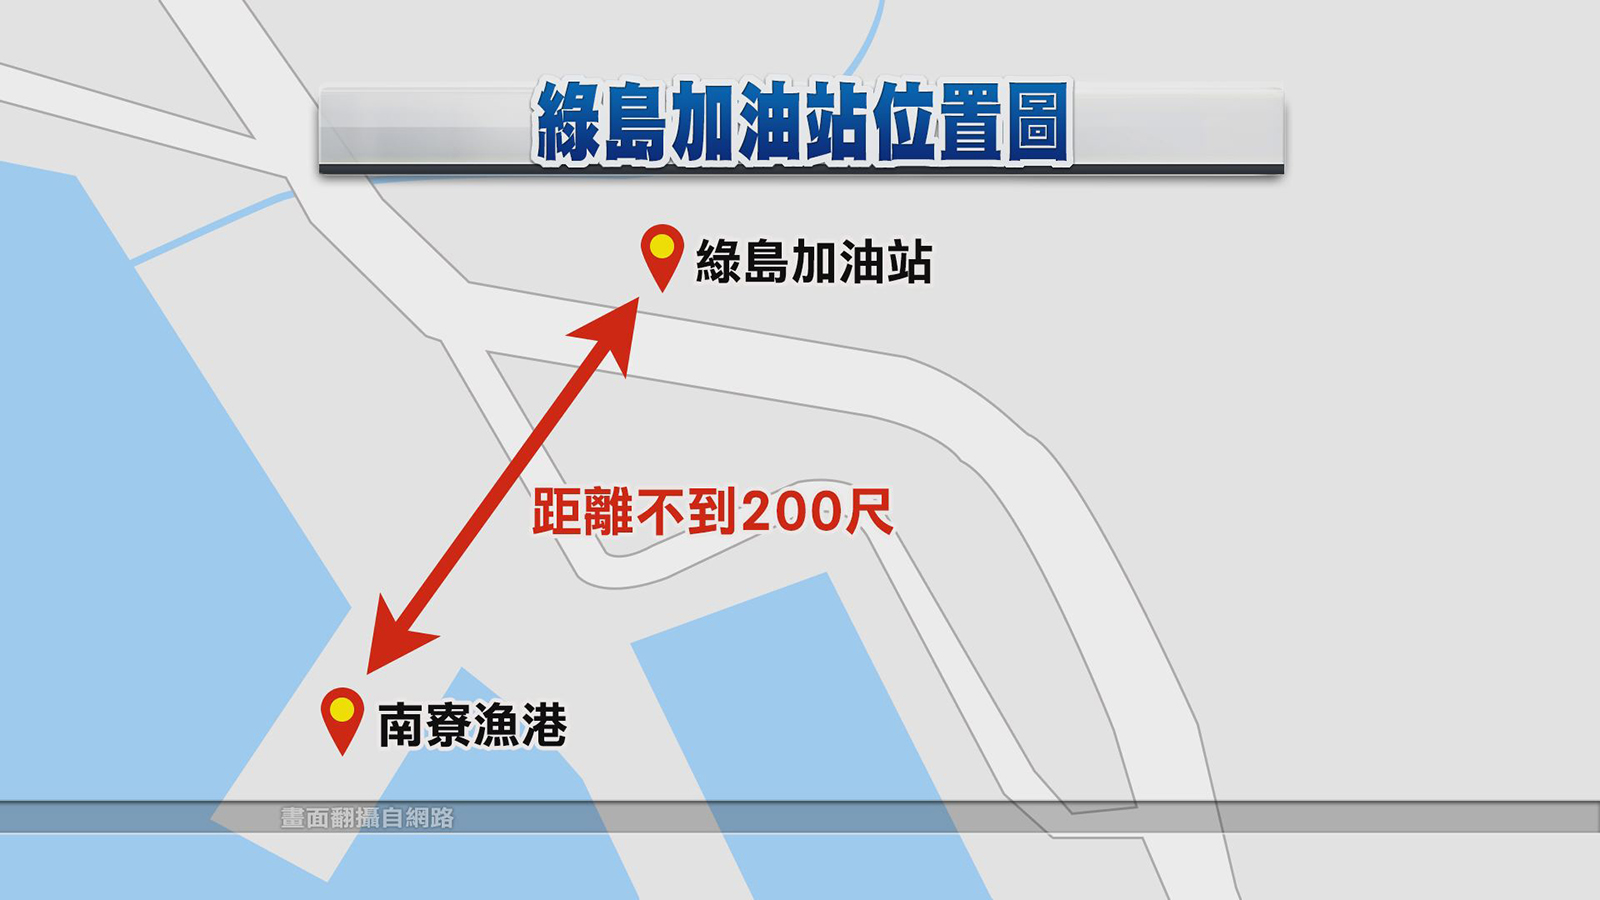 綠島加油站位置圖
綠島加油站
距離不到200尺
南寮漁港
畫面翻攝自網路